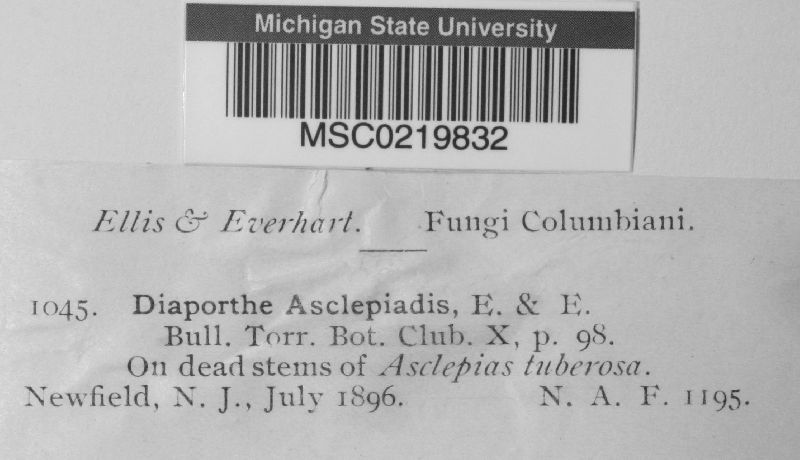 Michigan State University
MSC0219832
Ellis & Everhart. Fungi Columbiani.
1045. Diaporthe Asclepiadis, E. & E.
Bull. Torr. Bot. Club. X, p. 98.
On dead stems of Asclepias tuberosa.
Newfield, N. J., July 1896. N. A. F. 1195.